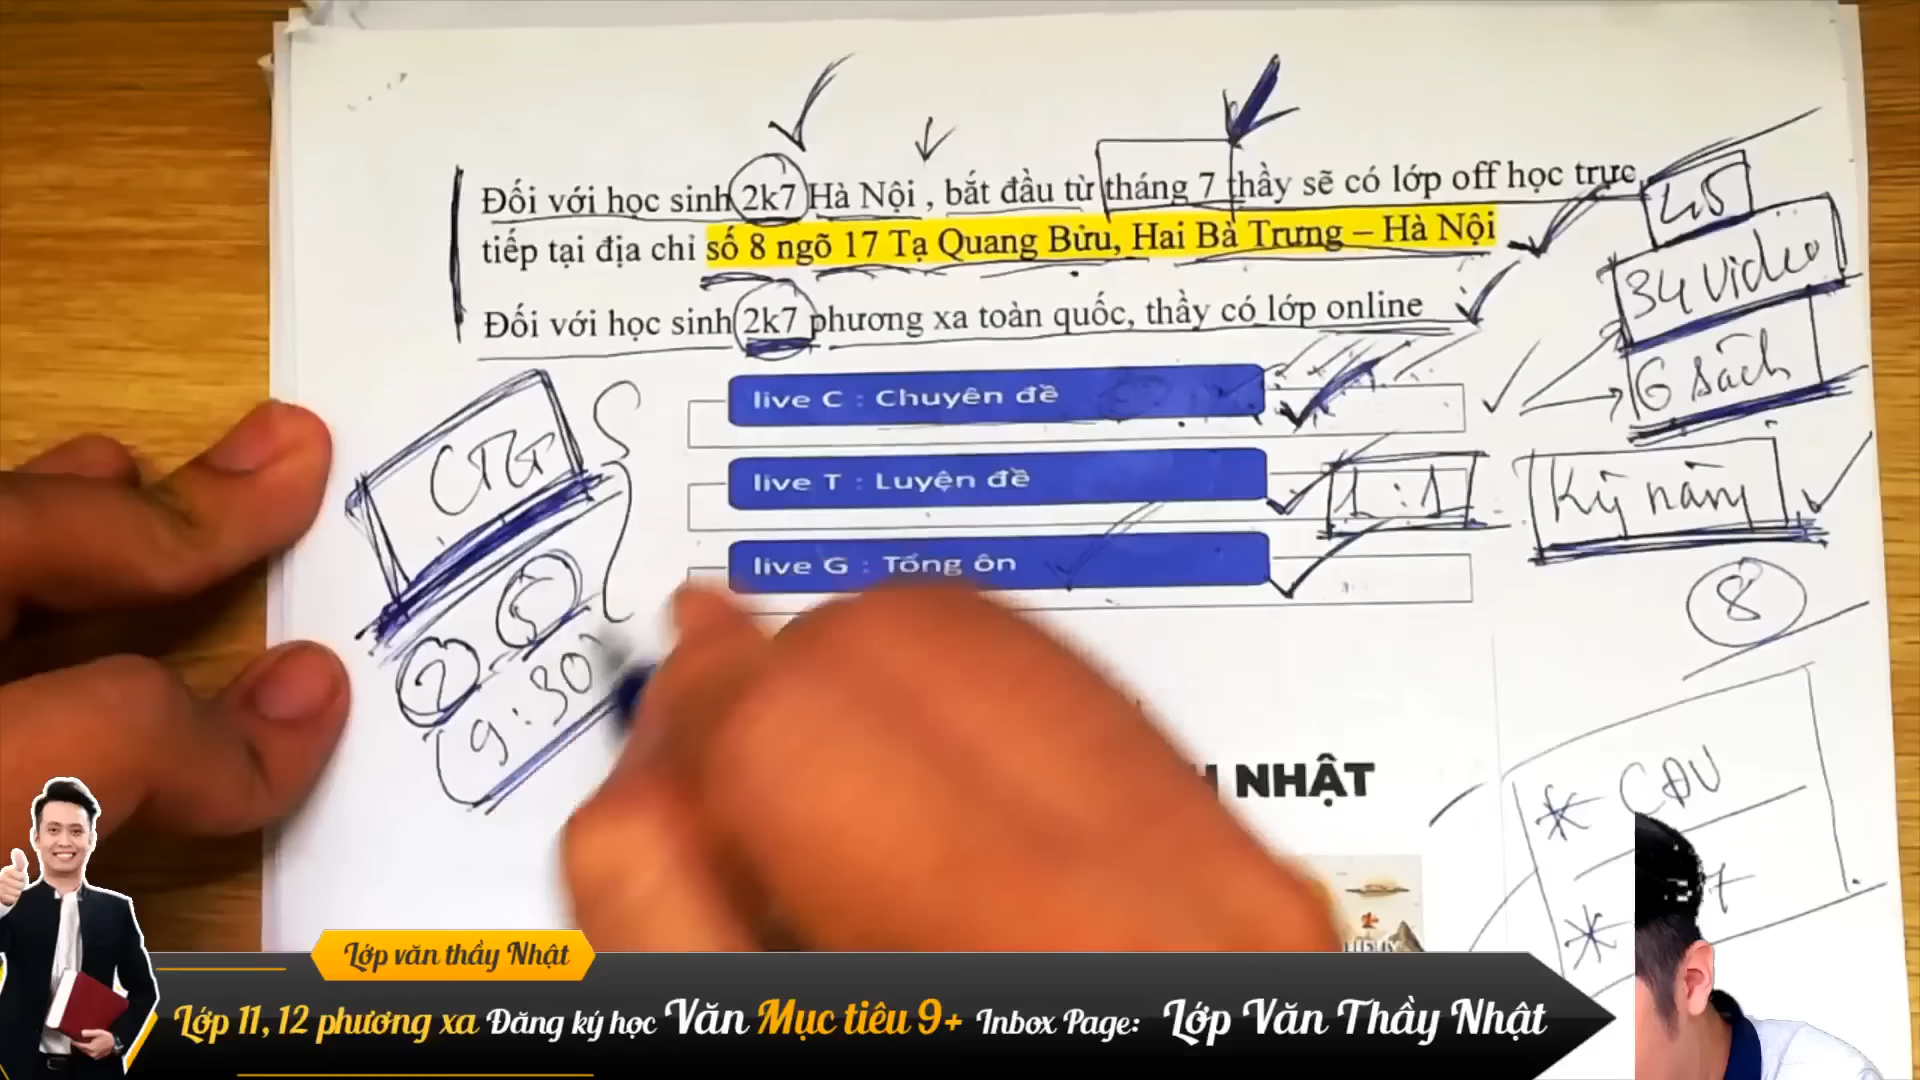 Đối với học sinh 2k7 Hà Nội , bắt đầu từ tháng 7 thầy sẽ có lớp off học trực
tiếp tại địa chỉ số 8 ngõ 17 Tạ Quang Bửu, Hai Bà Trưng – Hà Nội
Đối với học sinh 2k7 phương xa toàn quốc, thầy có lớp online
45
34 video
6 sách
live C : Chuyên đề
live T : Luyện đề
live G : Tổng ôn
CTG
1 : 1
Kỹ năng
8
2 - 5
9:30
NHẬT
* CĐV
*
Lớp văn thầy Nhật
Lớp 11, 12 phương xa Đăng ký học Văn Mục tiêu 9+ Inbox Page: Lớp Văn Thầy Nhật